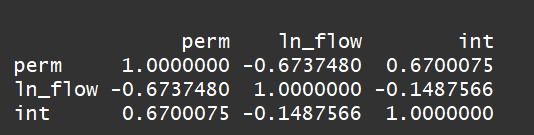 perm ln_flow int
perm 1.0000000 -0.6737480 0.6700075
ln_flow -0.6737480 1.0000000 -0.1487566
int 0.6700075 -0.1487566 1.0000000